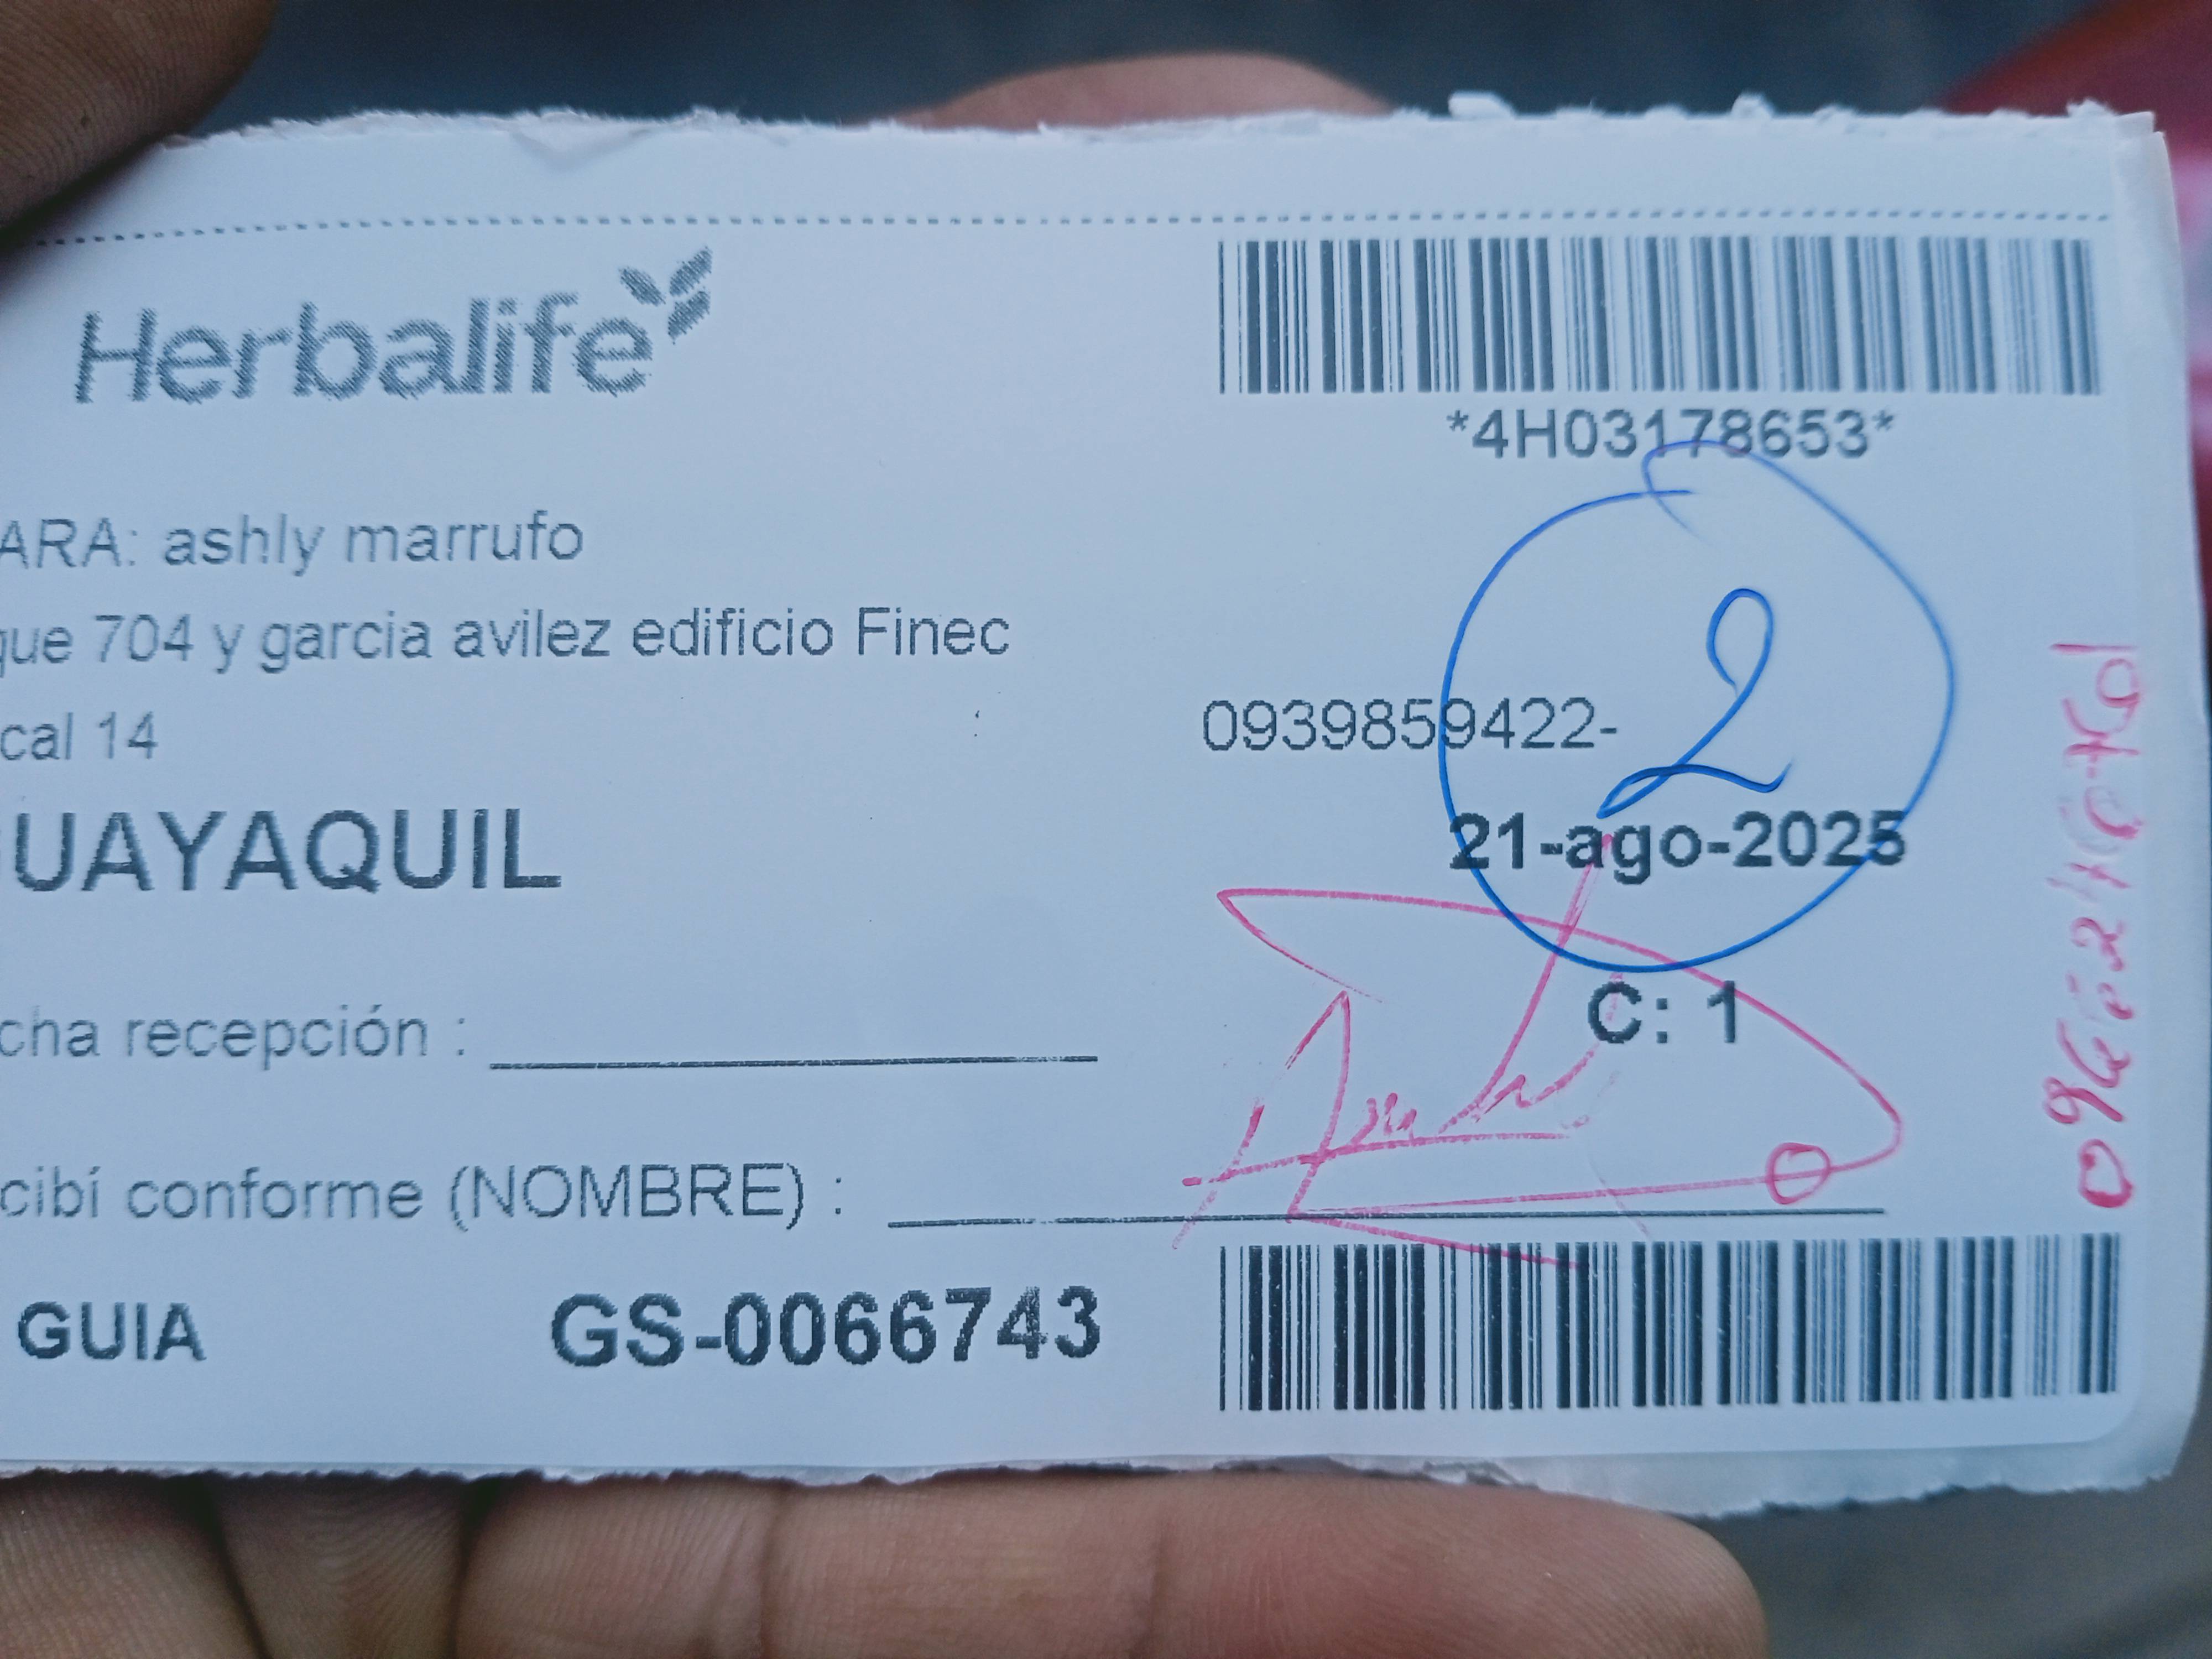 Herbalife
*4H03178653*
ARA: ashly marrufo
que 704 y garcia avilez edificio Finec
cal 14
0939859422-
2
UAYAQUIL
21-ago-2025
C: 1
cha recepción :
cibí conforme (NOMBRE) :
GUIA GS-0066743